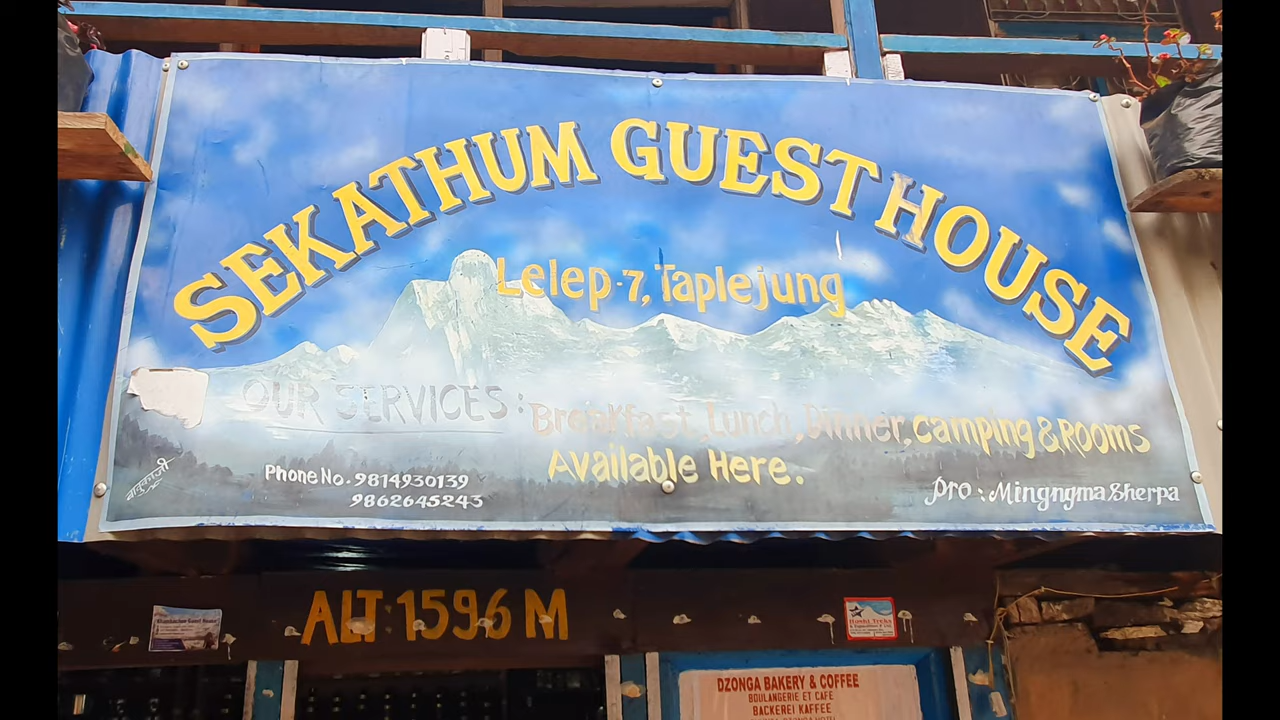 SEKATHUM GUEST HOUSE
Lelep-7, Taplejung
OUR SERVICES: Breakfast, Lunch, Dinner, camping & Rooms
Available Here.
Phone No. 9814930139
9862645243
pro: Mingngma Sherpa
ALT 1596 M
DZONGA BAKERY & COFFEE
BOULANGERIE ET CAFE
BACKEREI KAFFEE